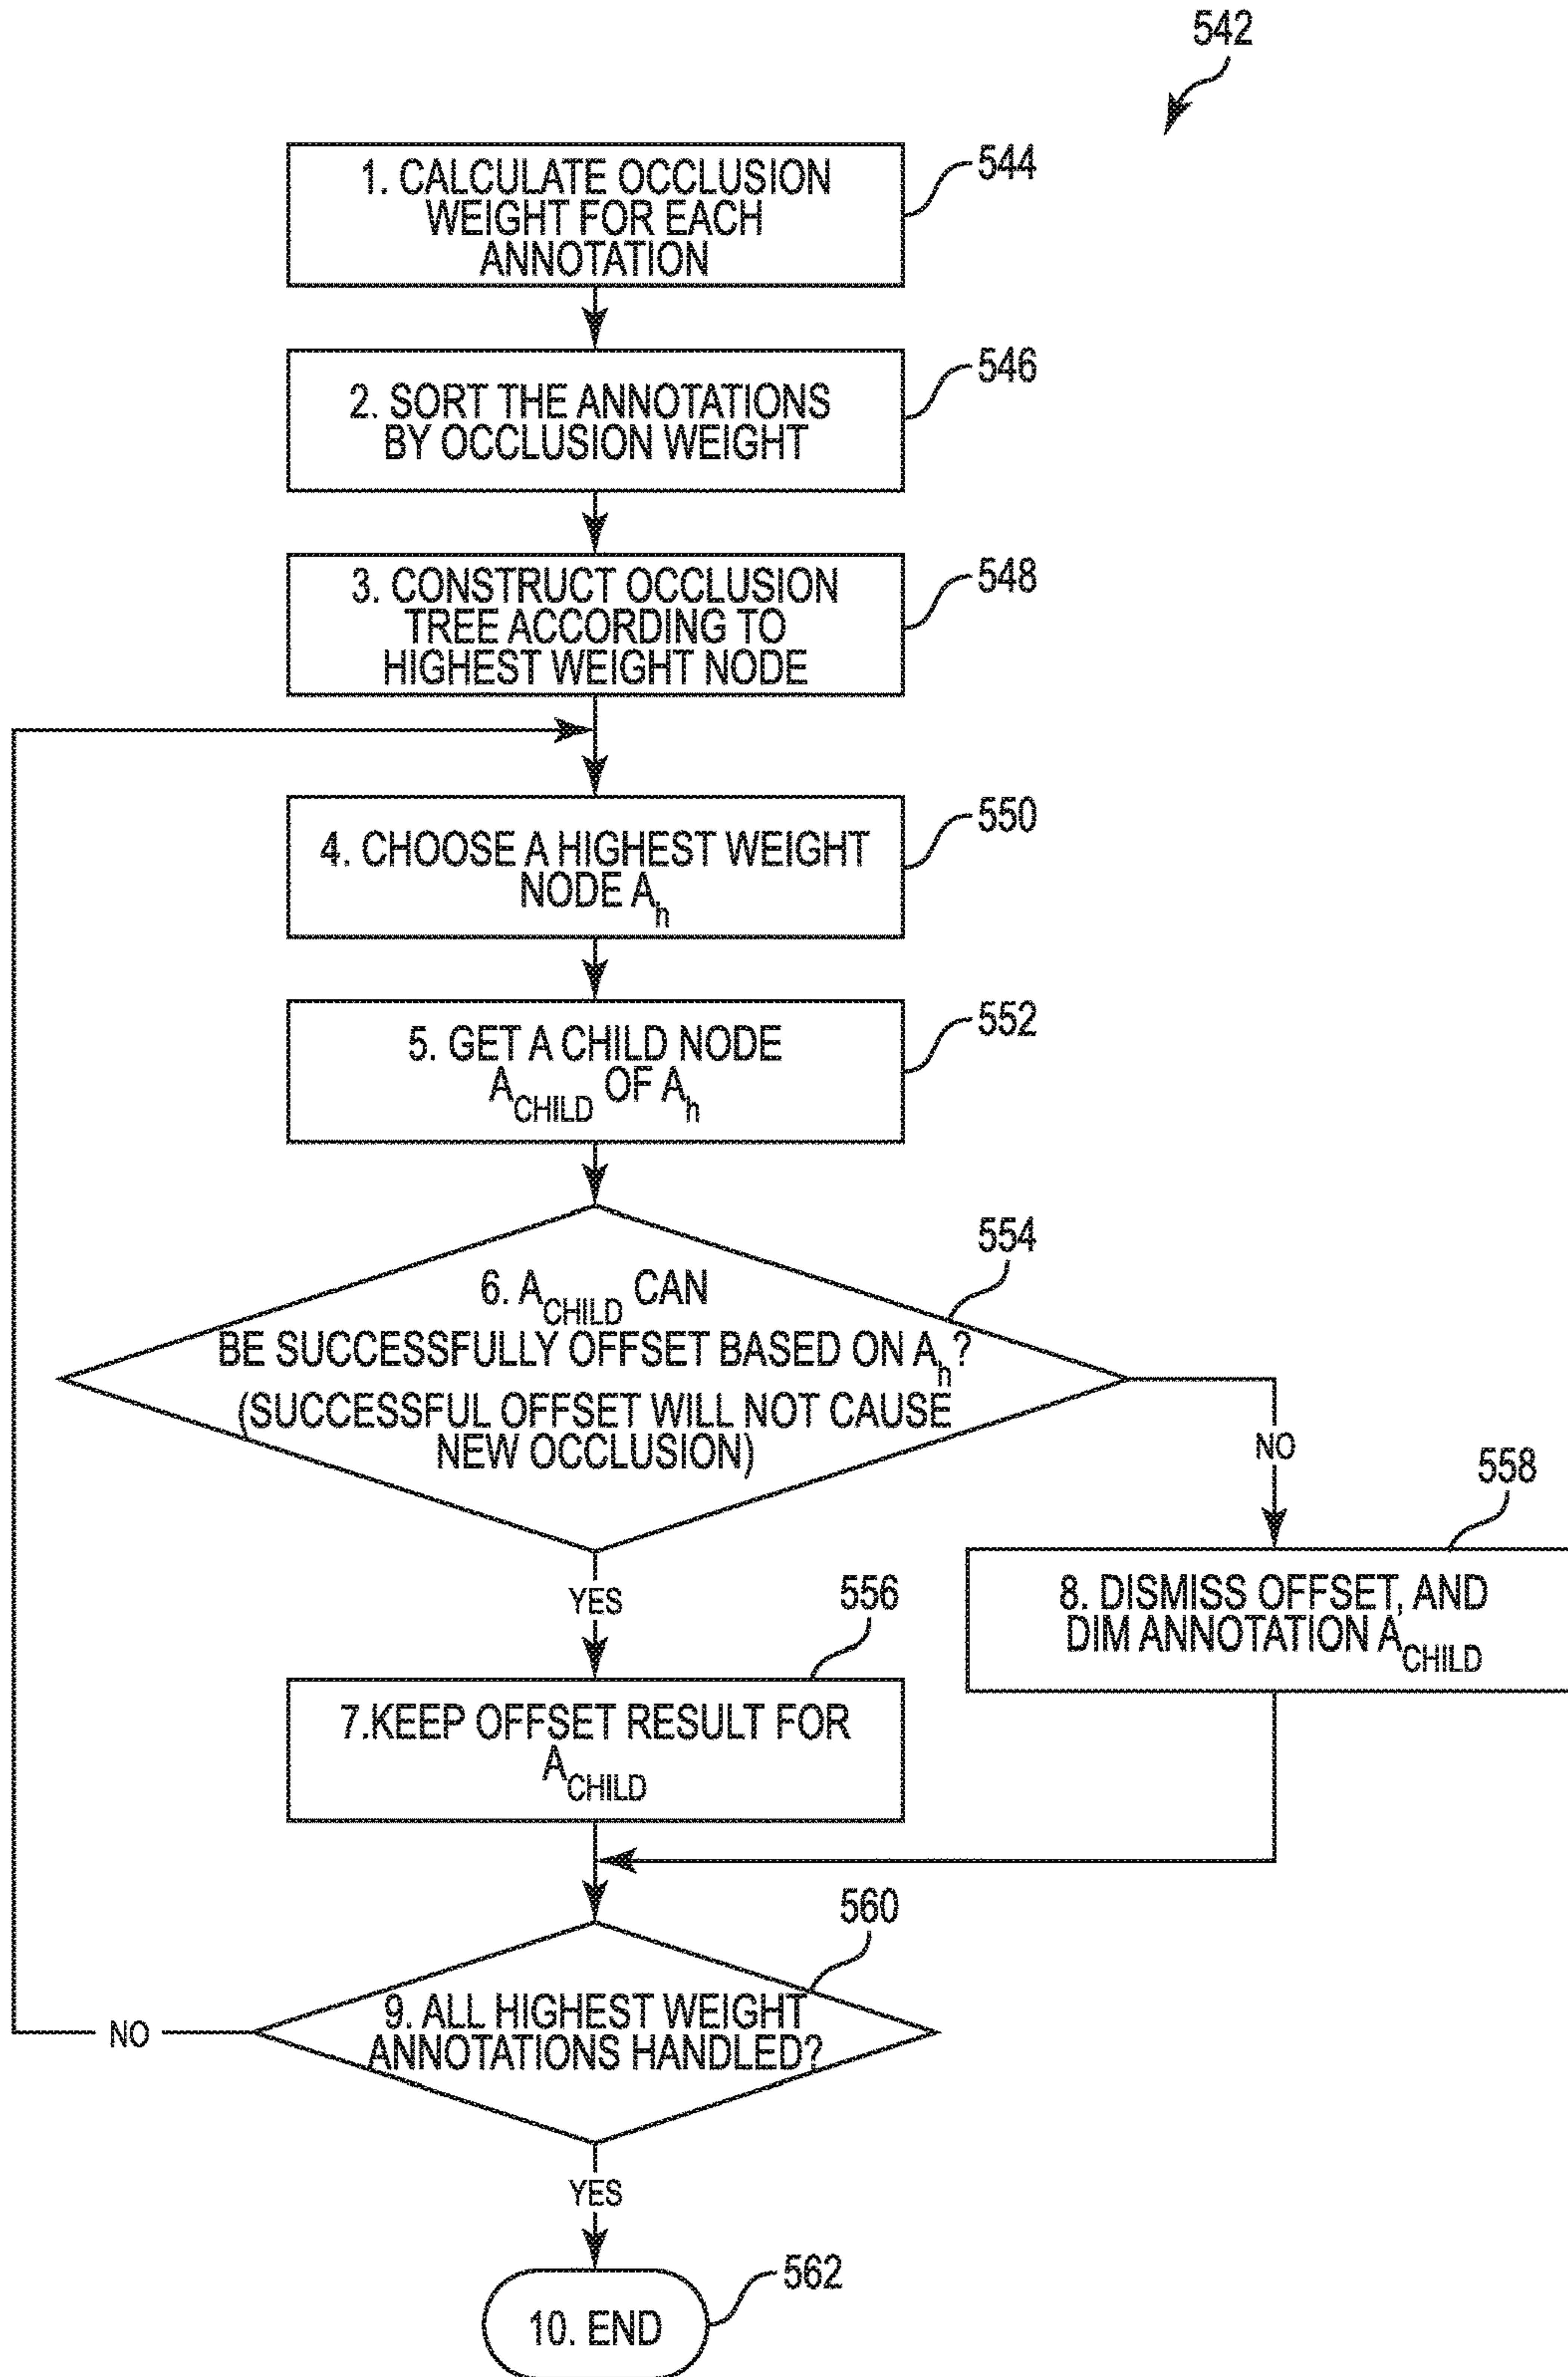 542
1. CALCULATE OCCLUSION
WEIGHT FOR EACH
ANNOTATION
544
2. SORT THE ANNOTATIONS
BY OCCLUSION WEIGHT
546
3. CONSTRUCT OCCLUSION
TREE ACCORDING TO
HIGHEST WEIGHT NODE
548
4. CHOOSE A HIGHEST WEIGHT
NODE Ah
550
5. GET A CHILD NODE
ACHILD OF Ah
552
6. ACHILD CAN
BE SUCCESSFULLY OFFSET BASED ON Ah?
(SUCCESSFUL OFFSET WILL NOT CAUSE
NEW OCCLUSION)
554
NO
YES
558
8. DISMISS OFFSET, AND
DIM ANNOTATION ACHILD
556
7.KEEP OFFSET RESULT FOR
ACHILD
560
9. ALL HIGHEST WEIGHT
ANNOTATIONS HANDLED?
NO
YES
10. END
562